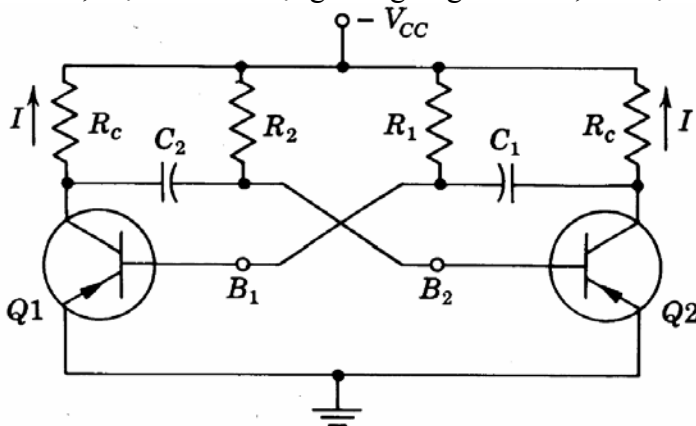 − V_CC
I R_c R_2 R_1 R_c I
C_2 C_1
B_1 B_2
Q1 Q2